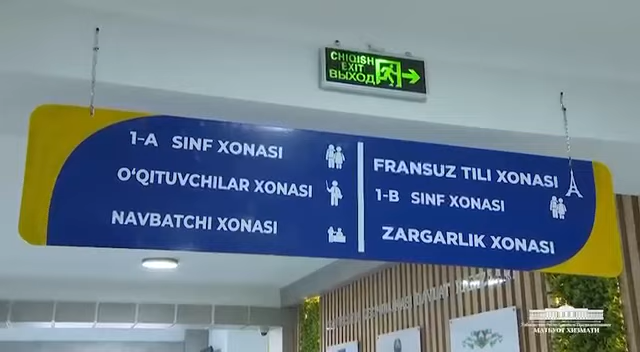 CHIQISH
EXIT
ВЫХОД
1-A SINF XONASI
O‘QITUVCHILAR XONASI
NAVBATCHI XONASI
FRANSUZ TILI XONASI
1-B SINF XONASI
ZARGARLIK XONASI
DAVLAT
МАТБУОТ ХИЗМАТИ